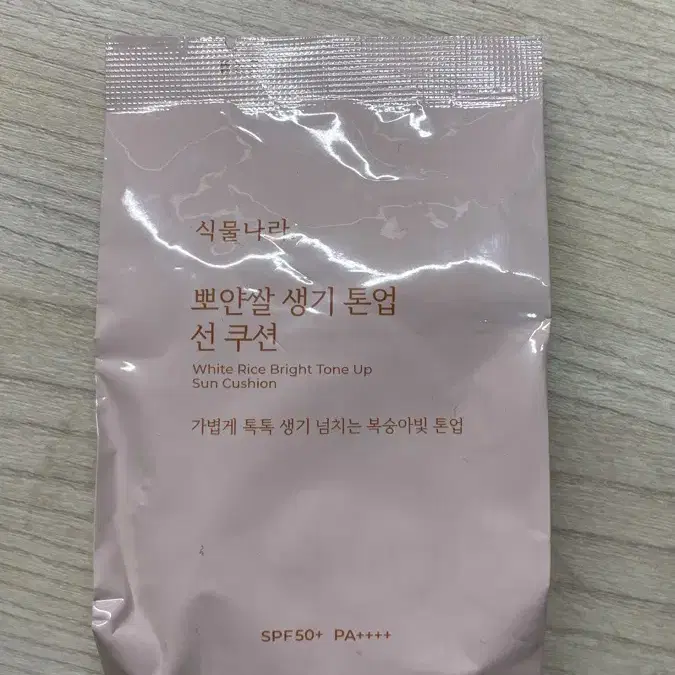 식물나라
뽀얀쌀 생기 톤업
선 쿠션
White Rice Bright Tone Up
Sun Cushion
가볍게 톡톡 생기 넘치는 복숭아빛 톤업
SPF50+ PA++++